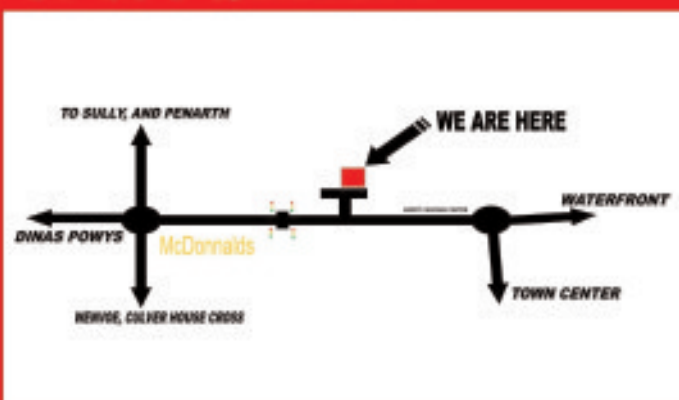 TO SULLY, AND PENARTH
WE ARE HERE
WATERFRONT
DINAS POWYS
McDonnalds
TOWN CENTER
WENVOE, CULVER HOUSE CROSS